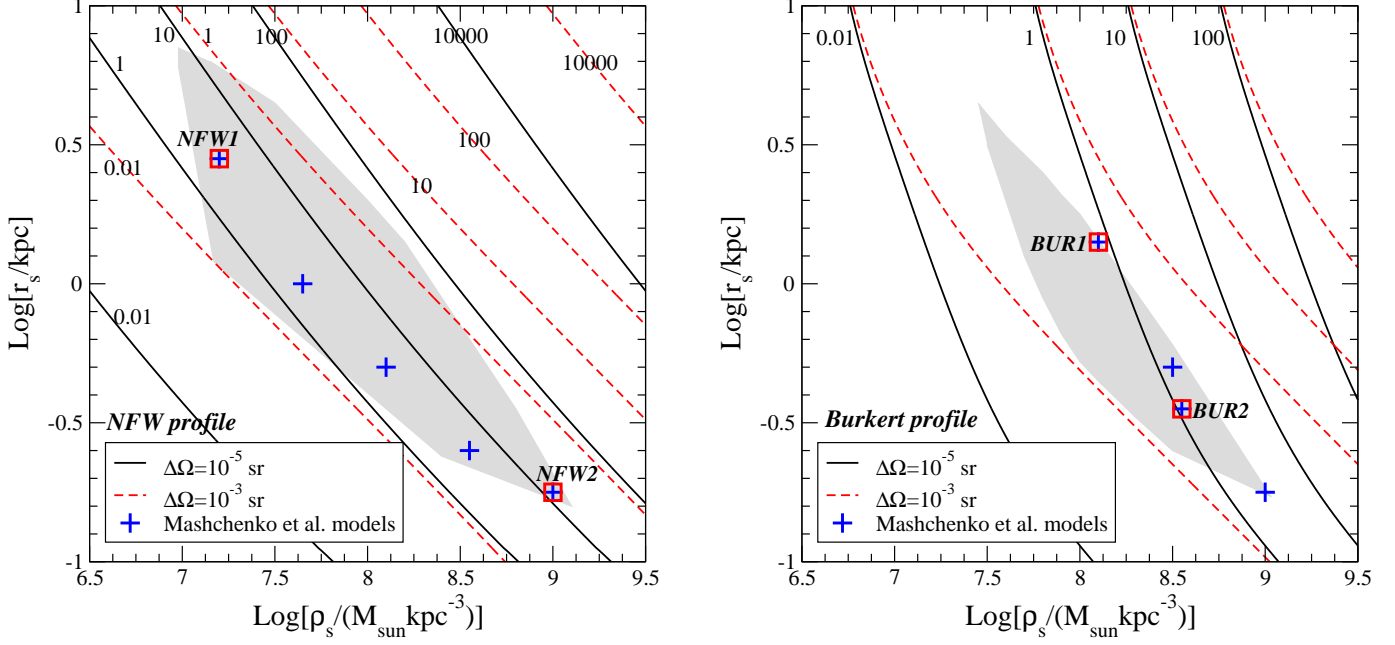 1
10
1
100
10000
10000
NFW1
0.5
0.01
100
10
0
0.01
Log[r_s/kpc]
-0.5
NFW profile
ΔΩ=10^-5 sr
ΔΩ=10^-3 sr
Mashchenko et al. models
NFW2
-1
6.5 7 7.5 8 8.5 9 9.5
Log[ρ_s/(M_sun kpc^-3)]
1
0.01 1 10 100
0.5
BUR1
0
Log[r_s/kpc]
-0.5
BUR2
Burkert profile
ΔΩ=10^-5 sr
ΔΩ=10^-3 sr
Mashchenko et al. models
-1
6.5 7 7.5 8 8.5 9 9.5
Log[ρ_s/(M_sun kpc^-3)]